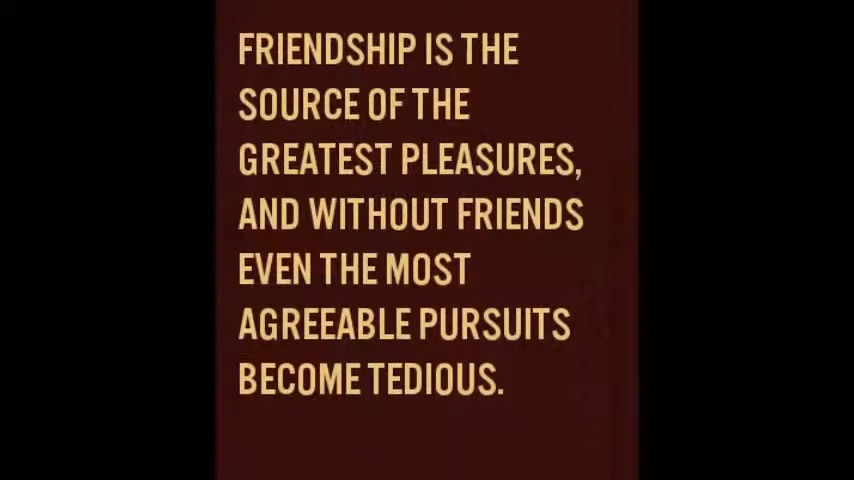 FRIENDSHIP IS THE
SOURCE OF THE
GREATEST PLEASURES,
AND WITHOUT FRIENDS
EVEN THE MOST
AGREEABLE PURSUITS
BECOME TEDIOUS.